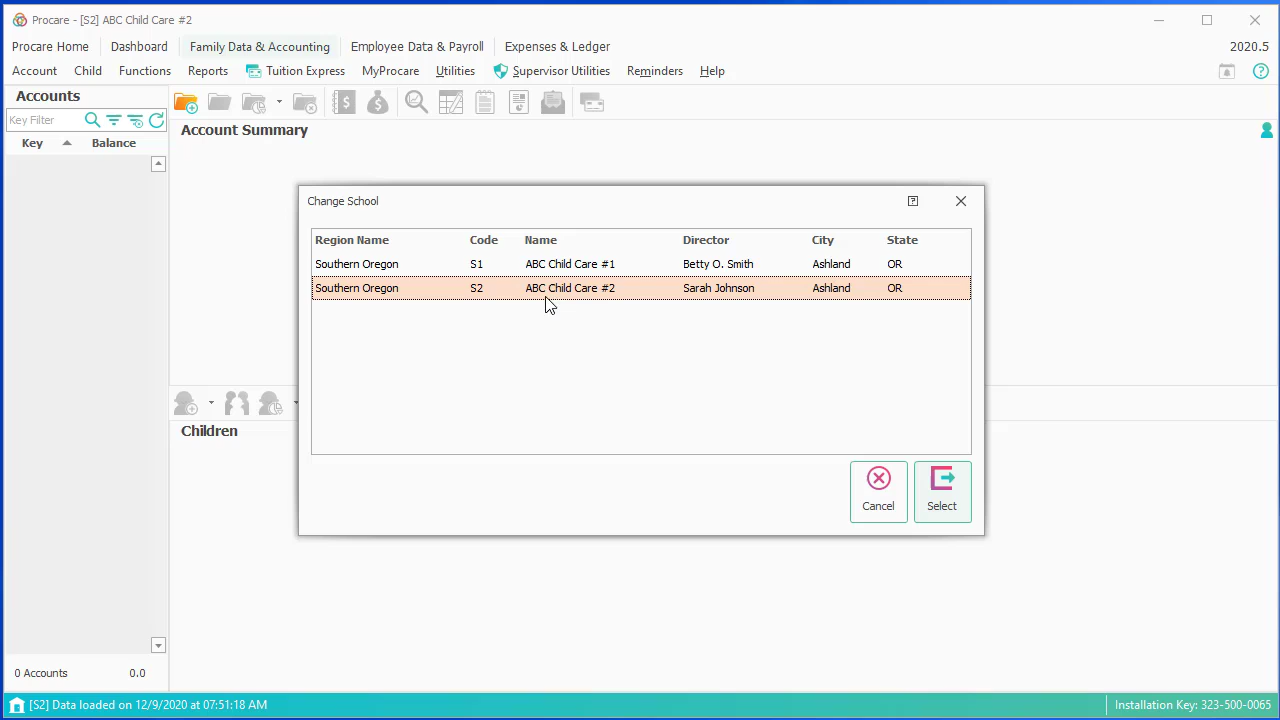 Procare - [S2] ABC Child Care #2
Procare Home Dashboard Family Data & Accounting Employee Data & Payroll Expenses & Ledger 2020.5
Account Child Functions Reports Tuition Express MyProcare Utilities Supervisor Utilities Reminders Help
Accounts
Key Filter
Account Summary
Key Balance
Change School
Region Name Code Name Director City State
Southern Oregon S1 ABC Child Care #1 Betty O. Smith Ashland OR
Southern Oregon S2 ABC Child Care #2 Sarah Johnson Ashland OR
Children
Cancel Select
0 Accounts 0.0
[S2] Data loaded on 12/9/2020 at 07:51:18 AM Installation Key: 323-500-0065